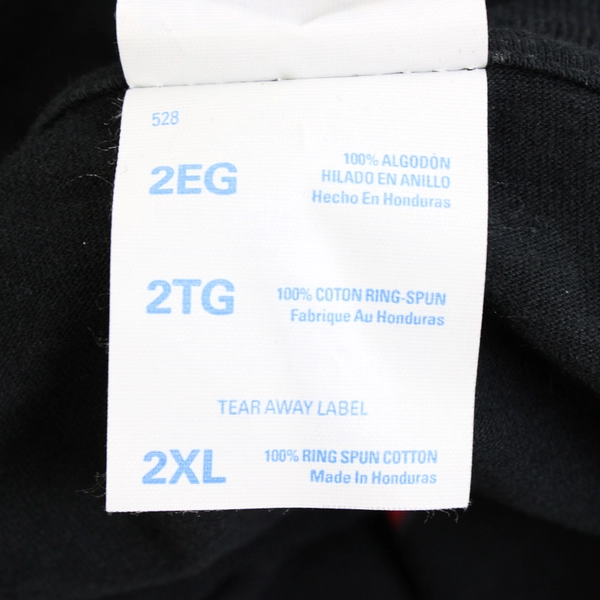 528
2EG
100% ALGODÓN
HILADO EN ANILLO
Hecho En Honduras
2TG
100% COTON RING-SPUN
Fabrique Au Honduras
TEAR AWAY LABEL
2XL
100% RING SPUN COTTON
Made In Honduras